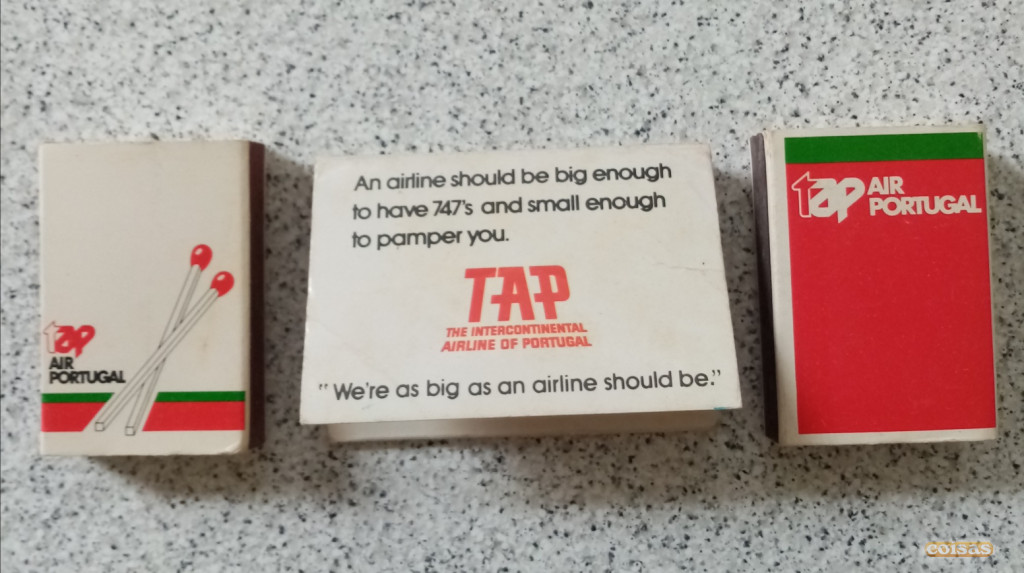 tap
AIR
PORTUGAL
An airline should be big enough
to have 747's and small enough
to pamper you.
TAP
THE INTERCONTINENTAL
AIRLINE OF PORTUGAL
"We're as big as an airline should be."
tap AIR
PORTUGAL
coisas